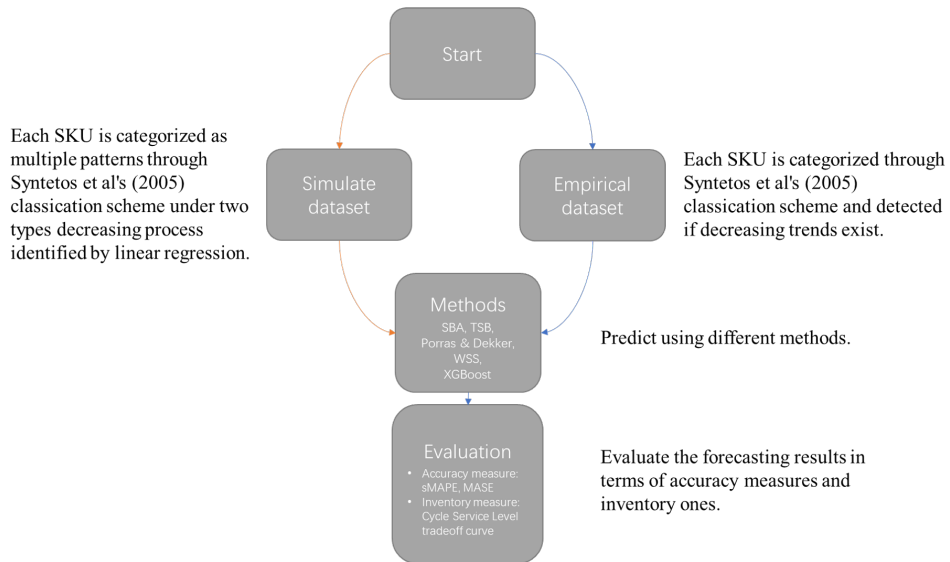 Start
Each SKU is categorized as
multiple patterns through
Syntetos et al's (2005)
classication scheme under two
types decreasing process
identified by linear regression.
Simulate
dataset
Empirical
dataset
Each SKU is categorized through
Syntetos et al's (2005)
classication scheme and detected
if decreasing trends exist.
Methods
SBA, TSB,
Porras & Dekker,
WSS,
XGBoost
Predict using different methods.
Evaluation
• Accuracy measure:
sMAPE, MASE
• Inventory measure:
Cycle Service Level
tradeoff curve
Evaluate the forecasting results in
terms of accuracy measures and
inventory ones.